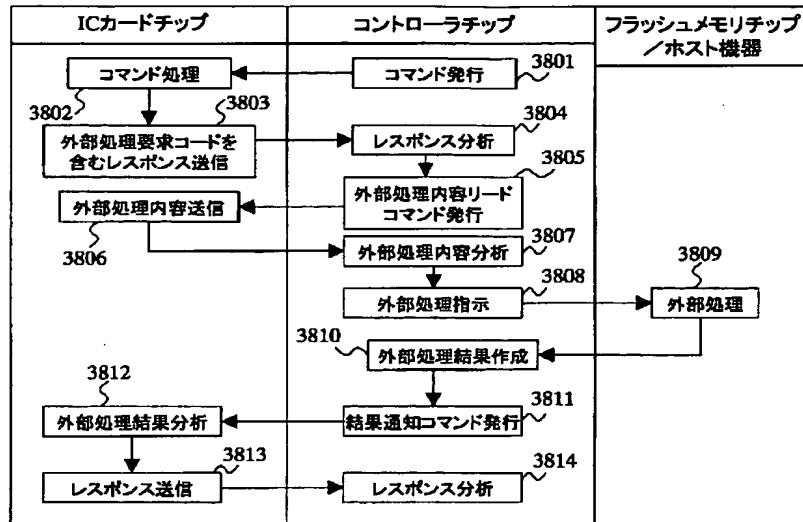 ICカードチップ
コントローラチップ
フラッシュメモリチップ
／ホスト機器
コマンド処理
コマンド発行
3801
3802
3803
外部処理要求コードを
含むレスポンス送信
レスポンス分析
3804
3805
外部処理内容リード
コマンド発行
外部処理内容送信
3806
外部処理内容分析
3807
外部処理指示
3808
3809
外部処理
3810
外部処理結果作成
3812
外部処理結果分析
結果通知コマンド発行
3811
3813
レスポンス送信
レスポンス分析
3814